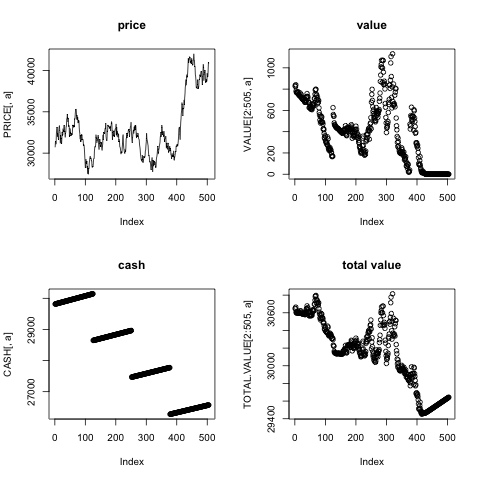 price
PRICE[, a]
30000 35000 40000
0 100 200 300 400 500
Index
value
VALUE[2:505, a]
0 200 600 1000
0 100 200 300 400 500
Index
cash
CASH[, a]
27000 29000
0 100 200 300 400 500
Index
total value
TOTAL.VALUE[2:505, a]
29400 30000 30600
0 100 200 300 400 500
Index